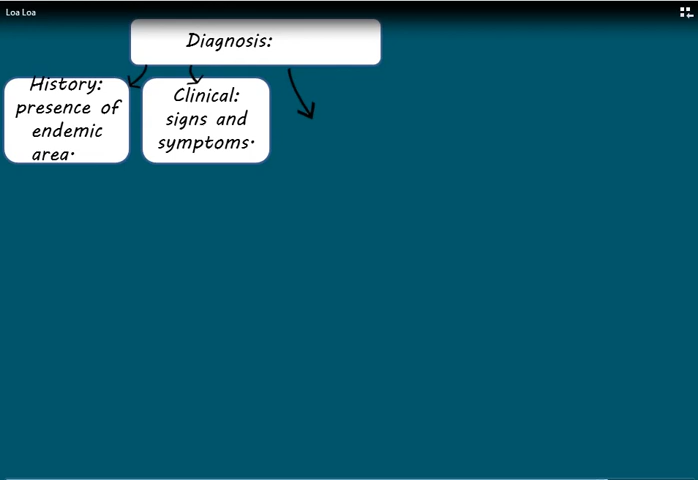 Loa Loa
Diagnosis:
History:
presence of
endemic
area.
Clinical:
signs and
symptoms.